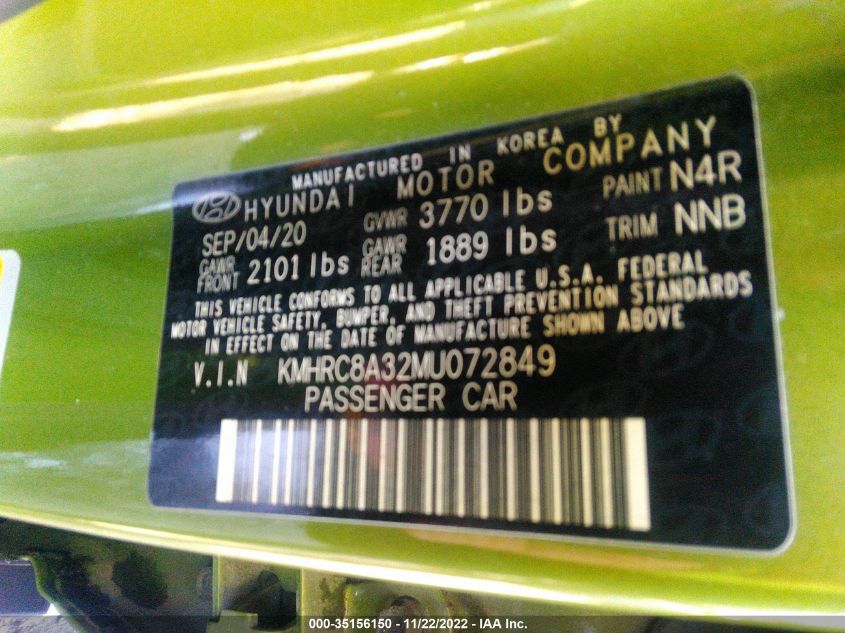 MANUFACTURED IN KOREA BY
HYUNDAI MOTOR COMPANY
SEP/04/20 GVWR 3770 lbs PAINT N4R
GAWR FRONT 2101 lbs GAWR REAR 1889 lbs TRIM NNB
THIS VEHICLE CONFORMS TO ALL APPLICABLE U.S.A. FEDERAL
MOTOR VEHICLE SAFETY, BUMPER, AND THEFT PREVENTION STANDARDS
IN EFFECT ON THE DATE OF MANUFACTURE SHOWN ABOVE
V.I.N KMHRC8A32MU072849
PASSENGER CAR
000-35156150 - 11/22/2022 - IAA Inc.